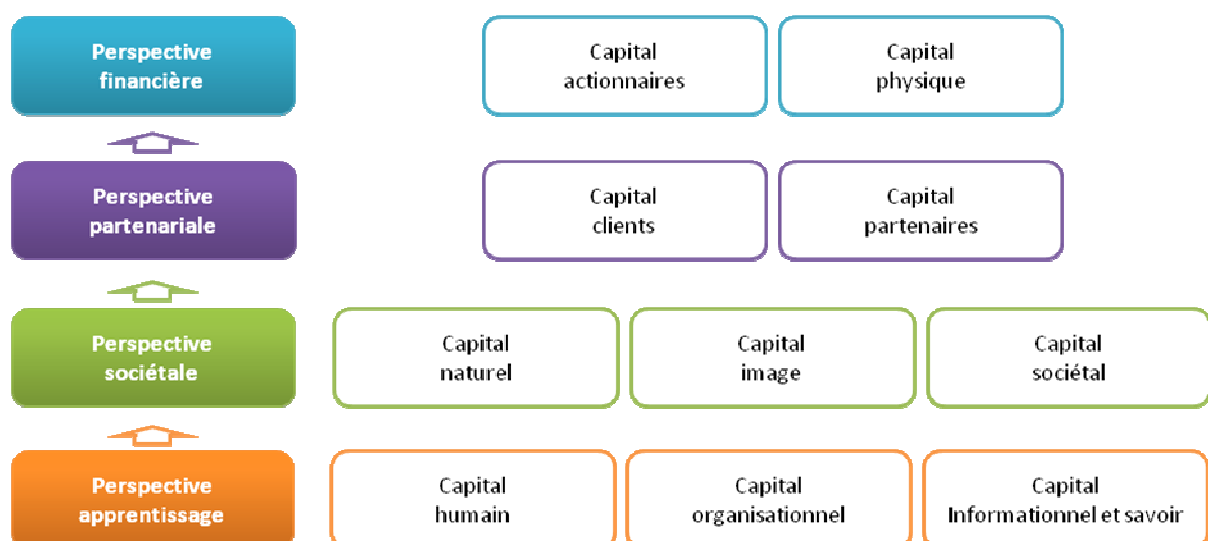 Perspective
financière
Capital
actionnaires
Capital
physique
Perspective
partenariale
Capital
clients
Capital
partenaires
Perspective
sociétale
Capital
naturel
Capital
image
Capital
sociétal
Perspective
apprentissage
Capital
humain
Capital
organisationnel
Capital
Informationnel et savoir